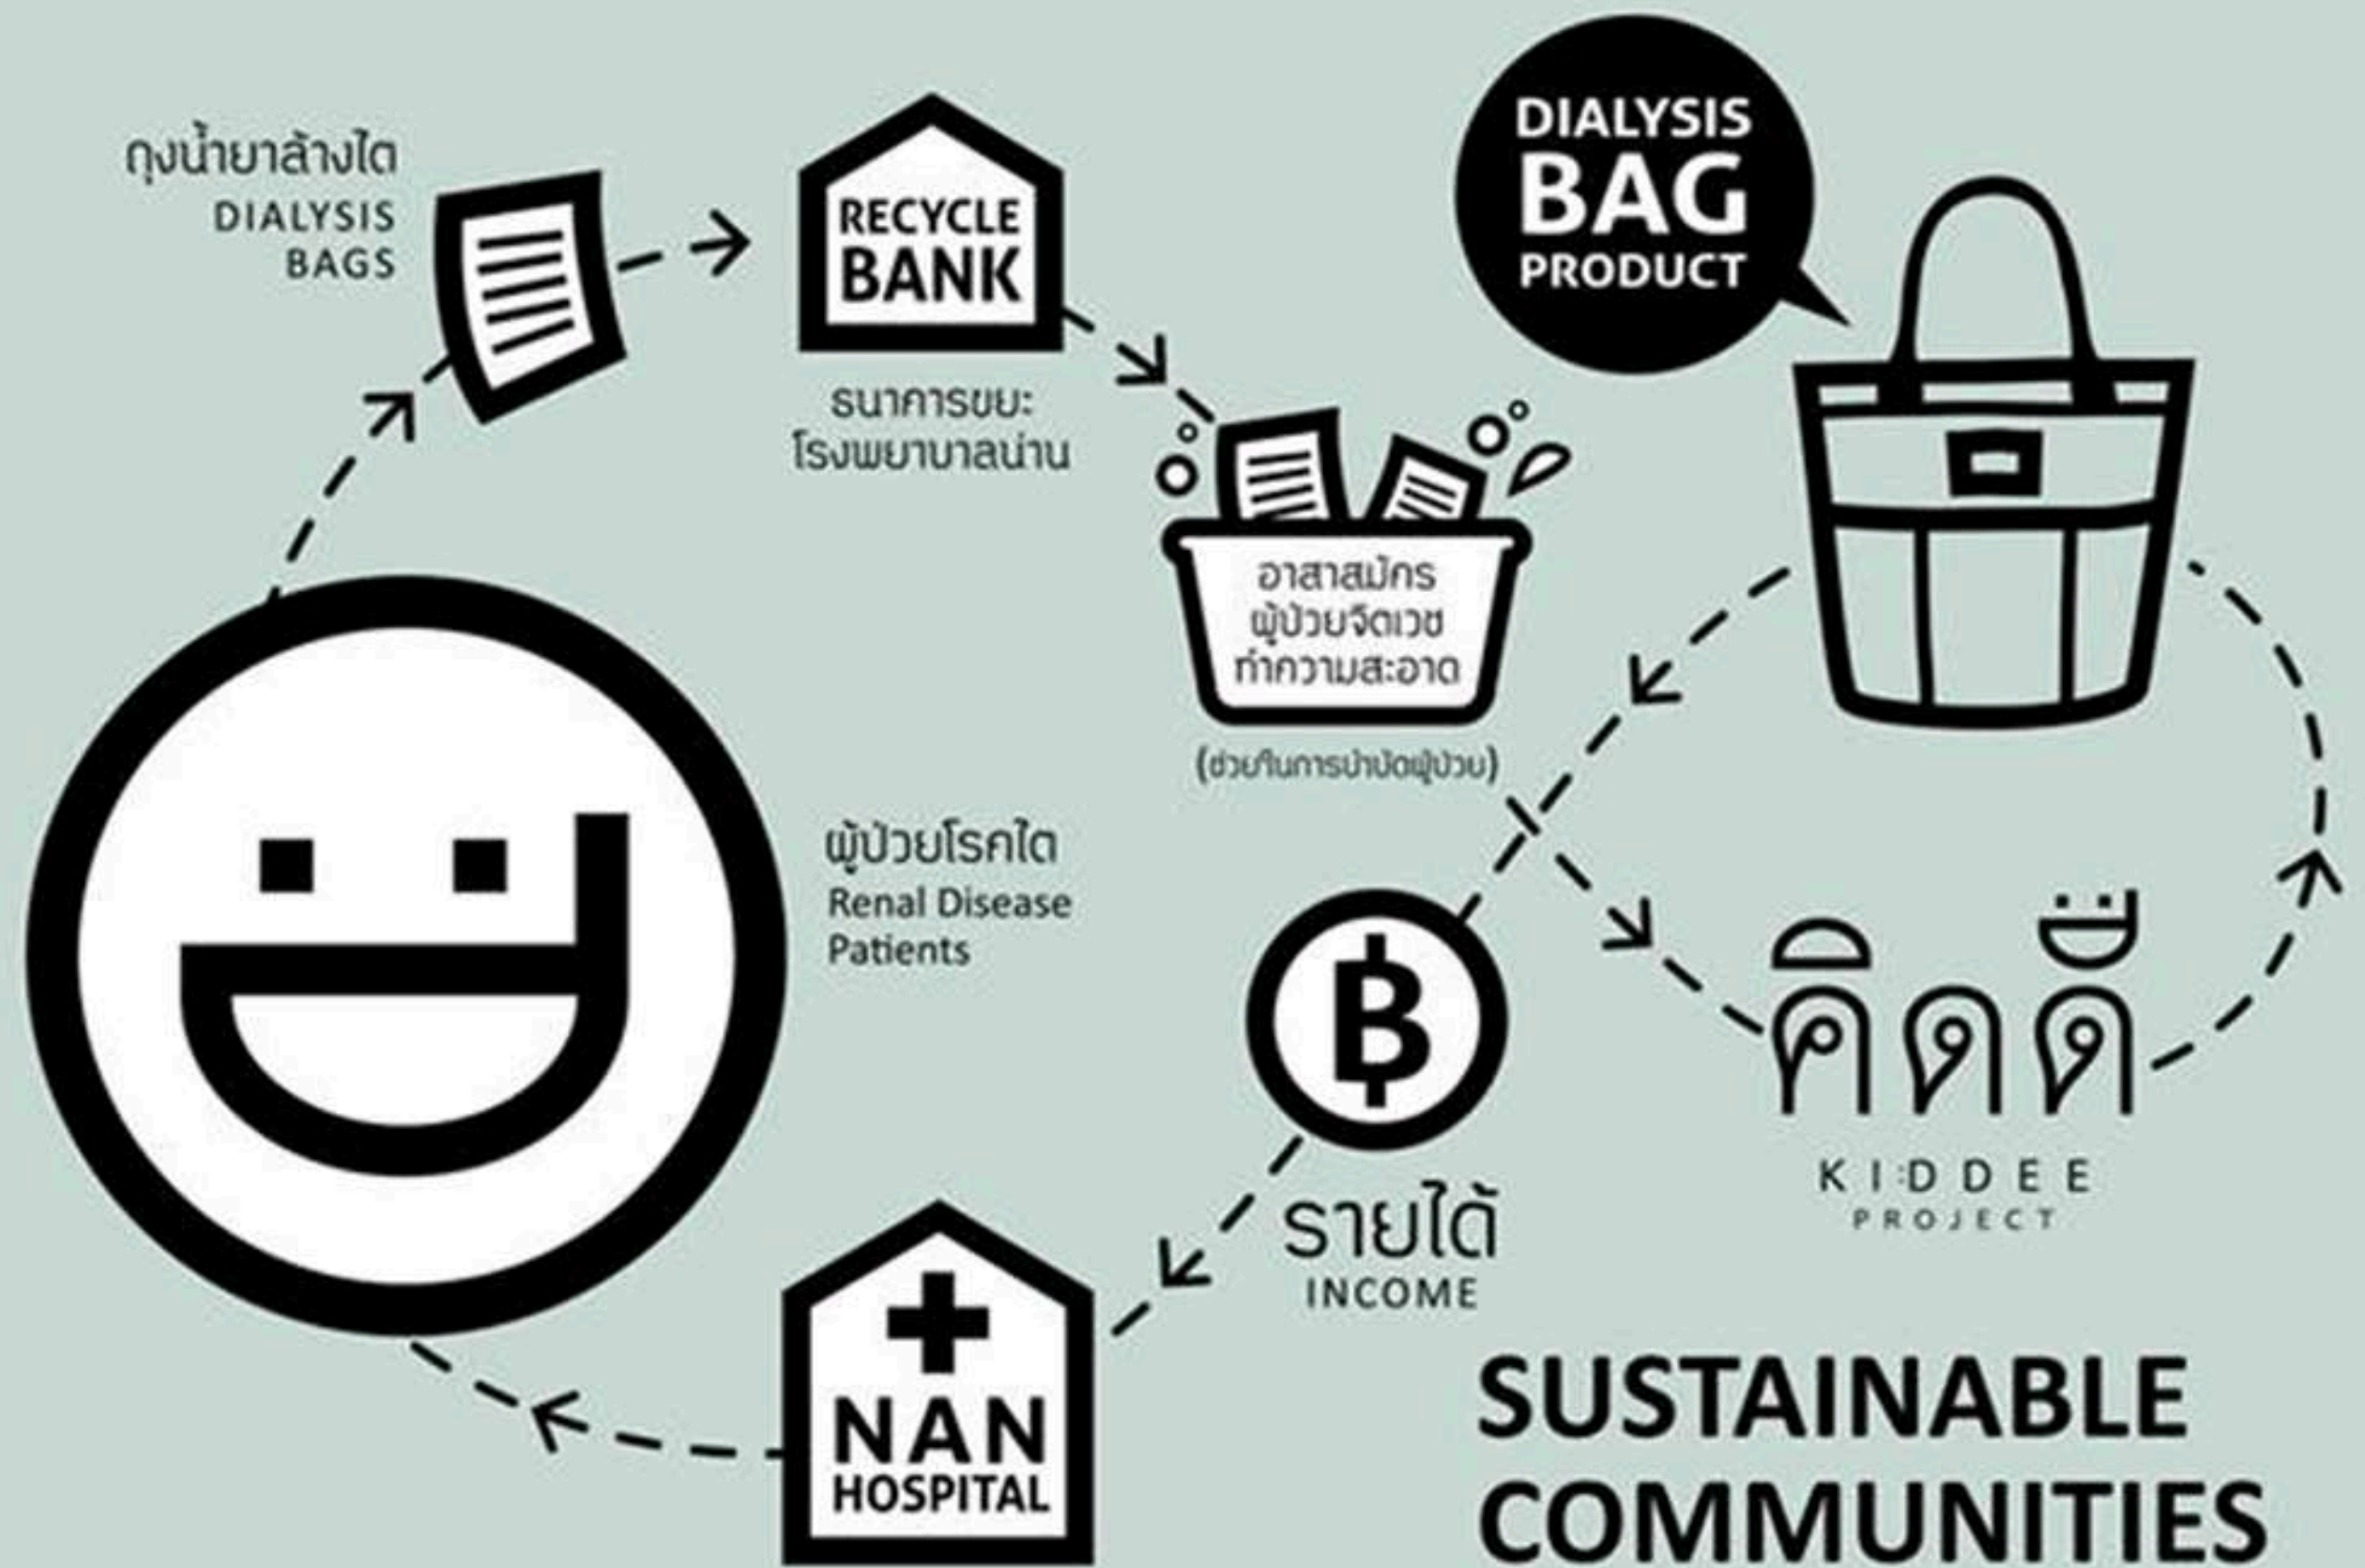 ถุงน้ำยาล้างไต
DIALYSIS
BAGS
RECYCLE
BANK
ธนาคารขยะ
โรงพยาบาลน่าน
DIALYSIS
BAG
PRODUCT
อาสาสมัคร
ผู้ป่วยจิตเวช
ทำความสะอาด
(ช่วยในการบำบัดผู้ป่วย)
ผู้ป่วยโรคไต
Renal Disease
Patients
฿
รายได้
INCOME
คิดดี
KI:DDEE
PROJECT
NAN
HOSPITAL
SUSTAINABLE
COMMUNITIES